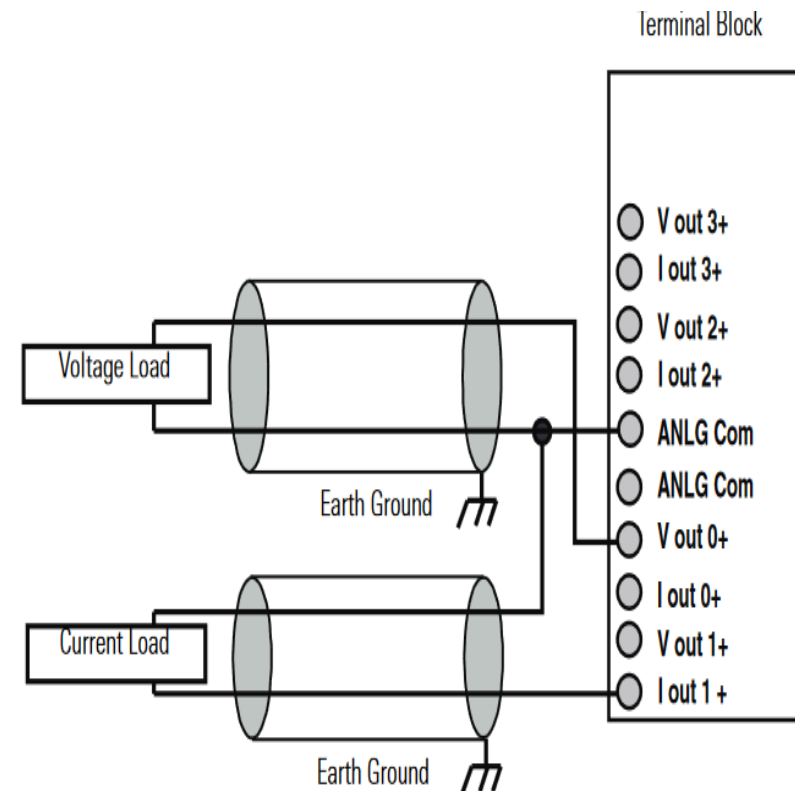 Terminal Block
V out 3+
I out 3+
V out 2+
I out 2+
Voltage Load
ANLG Com
ANLG Com
Earth Ground
V out 0+
I out 0+
Current Load
V out 1+
I out 1 +
Earth Ground